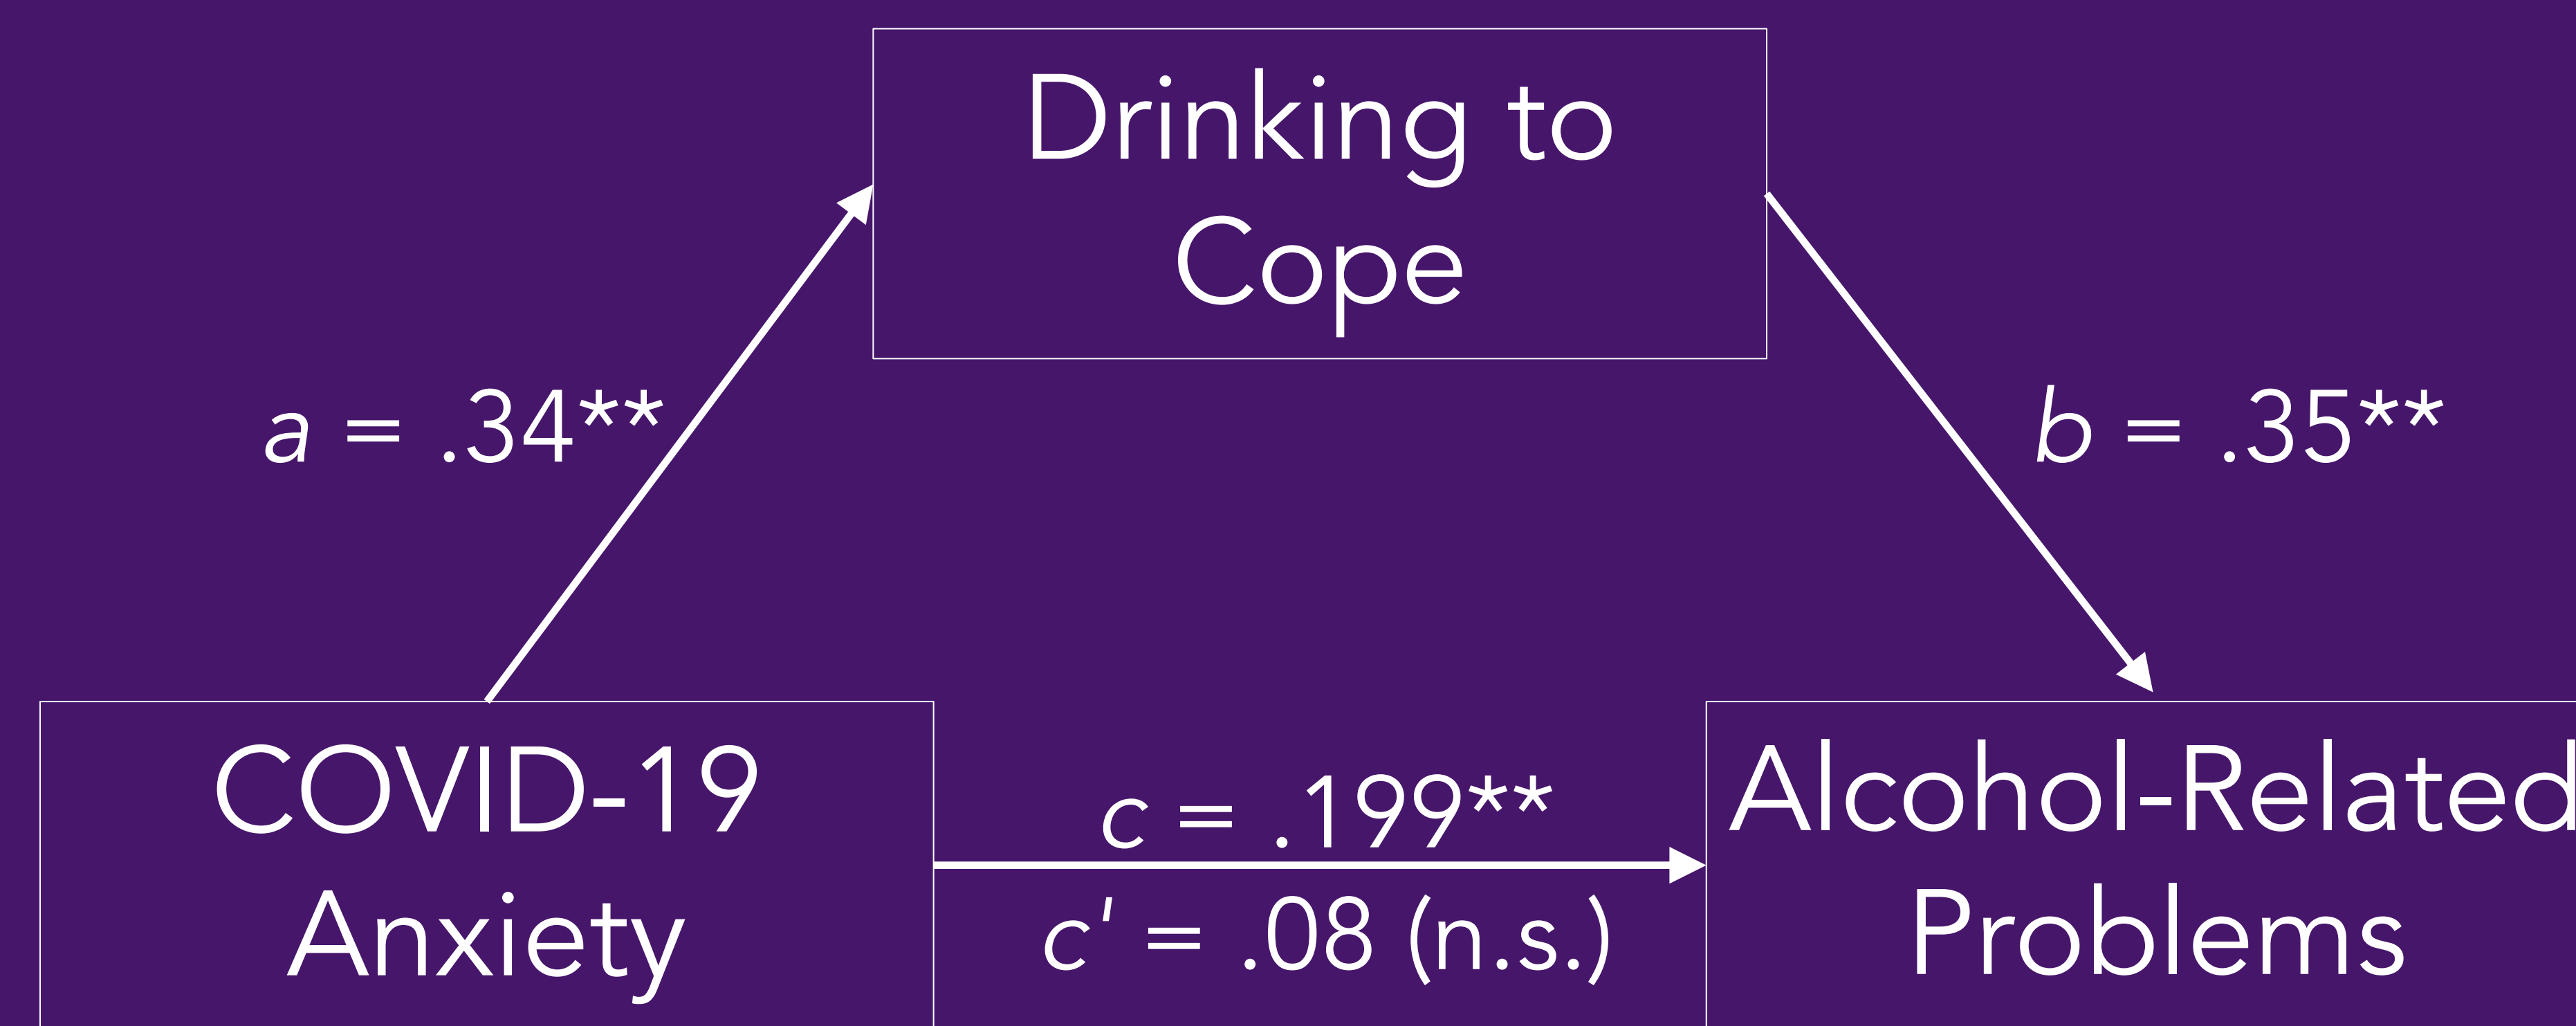 Drinking to
Cope
a = .34**
b = .35**
COVID-19
Anxiety
c = .199**
c' = .08 (n.s.)
Alcohol-Related
Problems